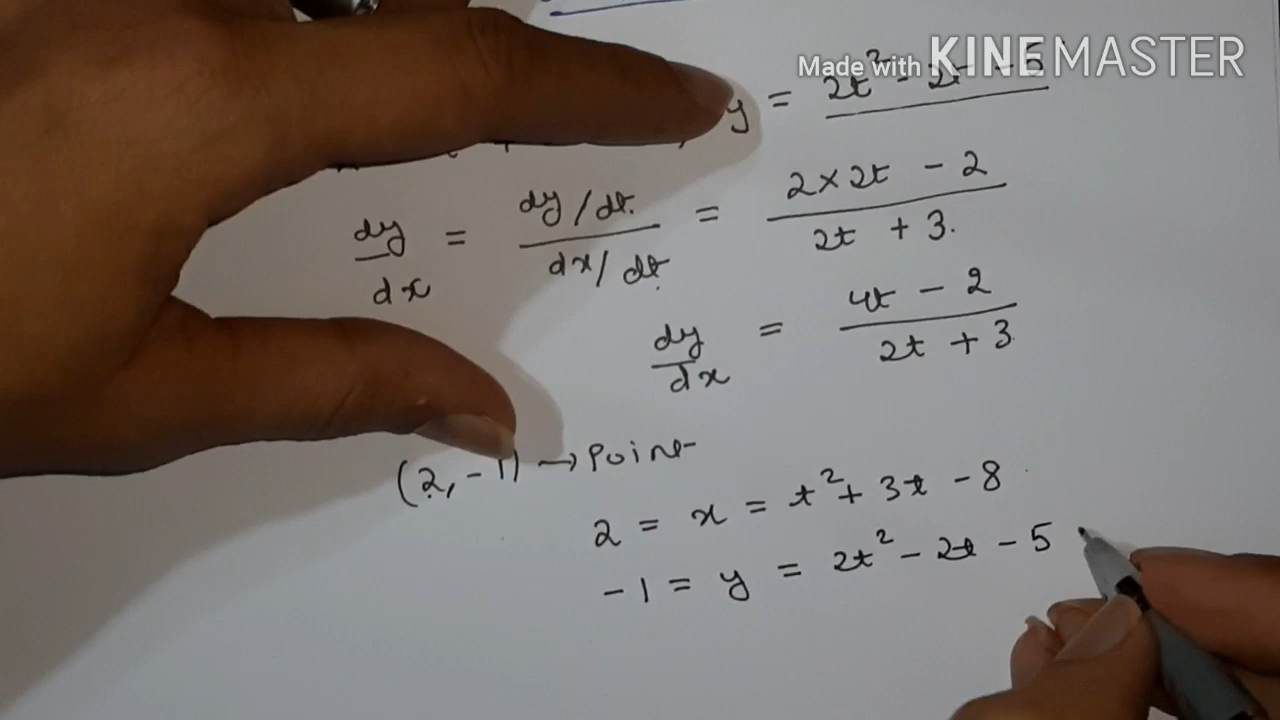 Made with KINEMASTER
y = 2t² - 2t - 5
dy/dx = dy/dt. / dx/dt. = 2×2t - 2 / 2t + 3.
dy/dx = 4t - 2 / 2t + 3
(2, -1) → Point
2 = x = t² + 3t - 8
-1 = y = 2t² - 2t - 5